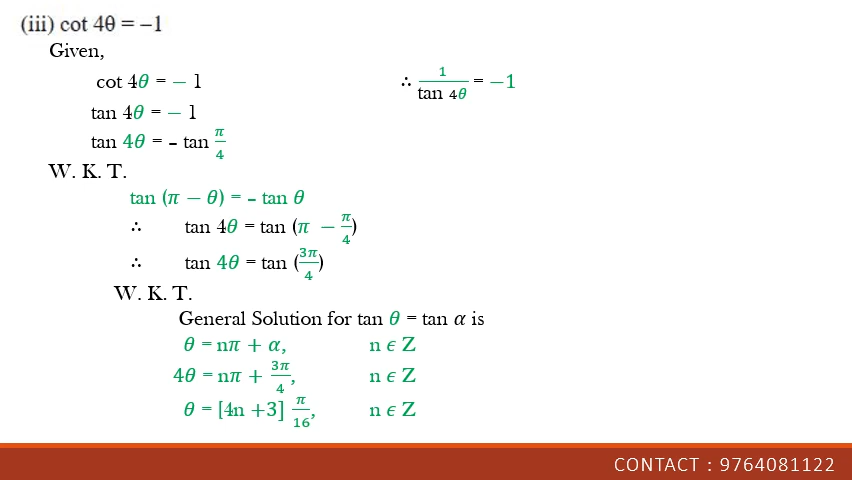 (iii) cot 4θ = −1
Given,
cot 4θ = − 1 ∴ 1/tan 4θ = −1
tan 4θ = − 1
tan 4θ = – tan π/4
W. K. T.
tan (π − θ) = – tan θ
∴ tan 4θ = tan (π − π/4)
∴ tan 4θ = tan (3π/4)
W. K. T.
General Solution for tan θ = tan α is
θ = nπ + α, n ϵ Z
4θ = nπ + 3π/4, n ϵ Z
θ = [4n +3] π/16, n ϵ Z
CONTACT : 9764081122